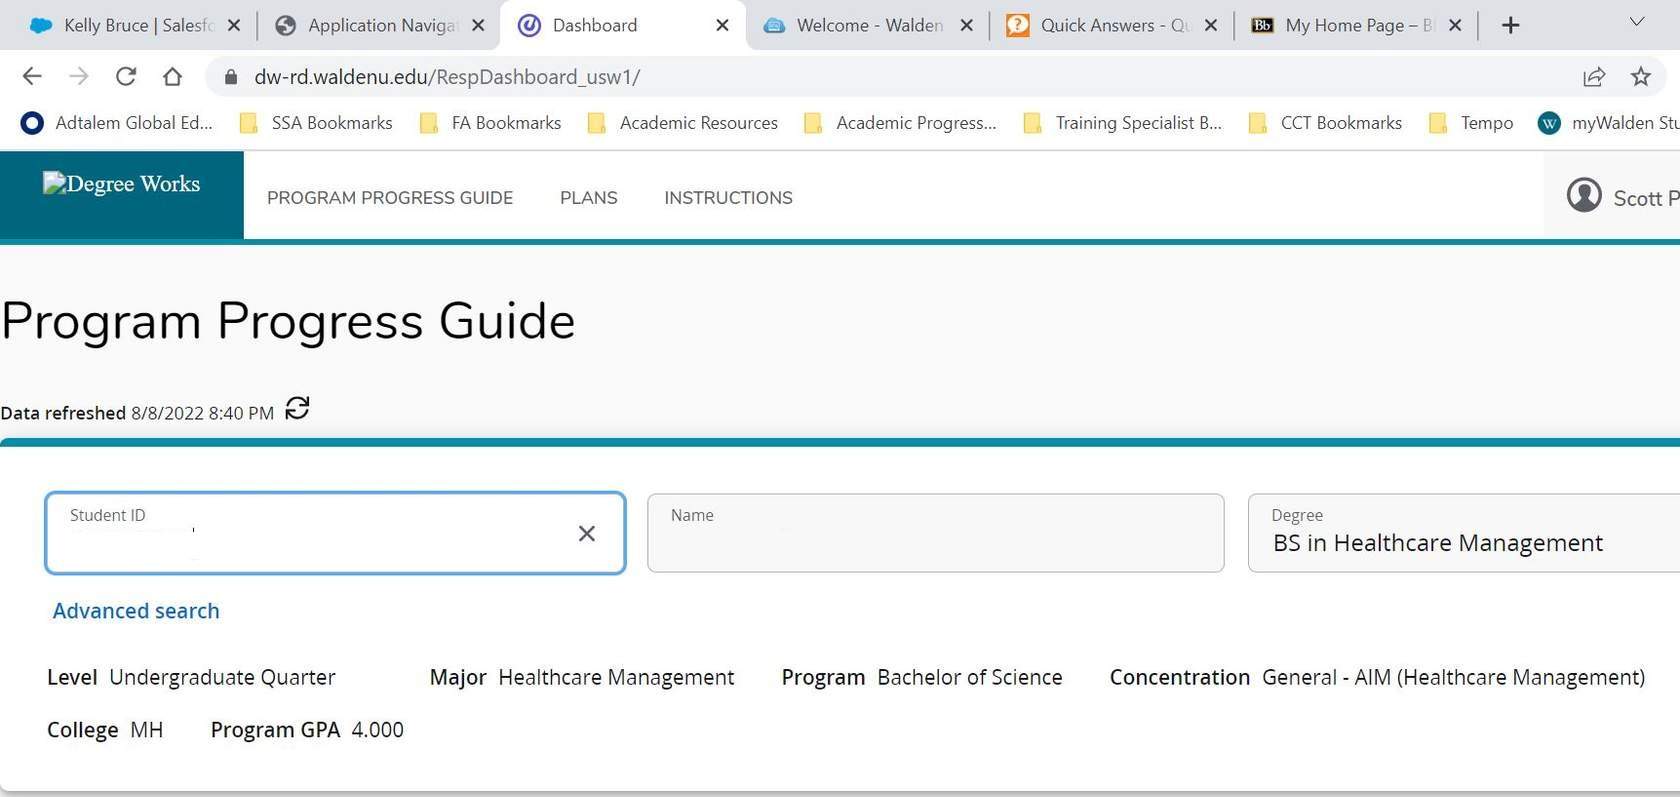 Kelly Bruce | Salesfo Application Navigat Dashboard Welcome - Walden Quick Answers - Qu Bb My Home Page – Bl
dw-rd.waldenu.edu/RespDashboard_usw1/
Adtalem Global Ed... SSA Bookmarks FA Bookmarks Academic Resources Academic Progress... Training Specialist B... CCT Bookmarks Tempo W myWalden Stu
Degree Works PROGRAM PROGRESS GUIDE PLANS INSTRUCTIONS Scott P
Program Progress Guide
Data refreshed 8/8/2022 8:40 PM
Student ID Name Degree
BS in Healthcare Management
Advanced search
Level Undergraduate Quarter Major Healthcare Management Program Bachelor of Science Concentration General - AIM (Healthcare Management)
College MH Program GPA 4.000